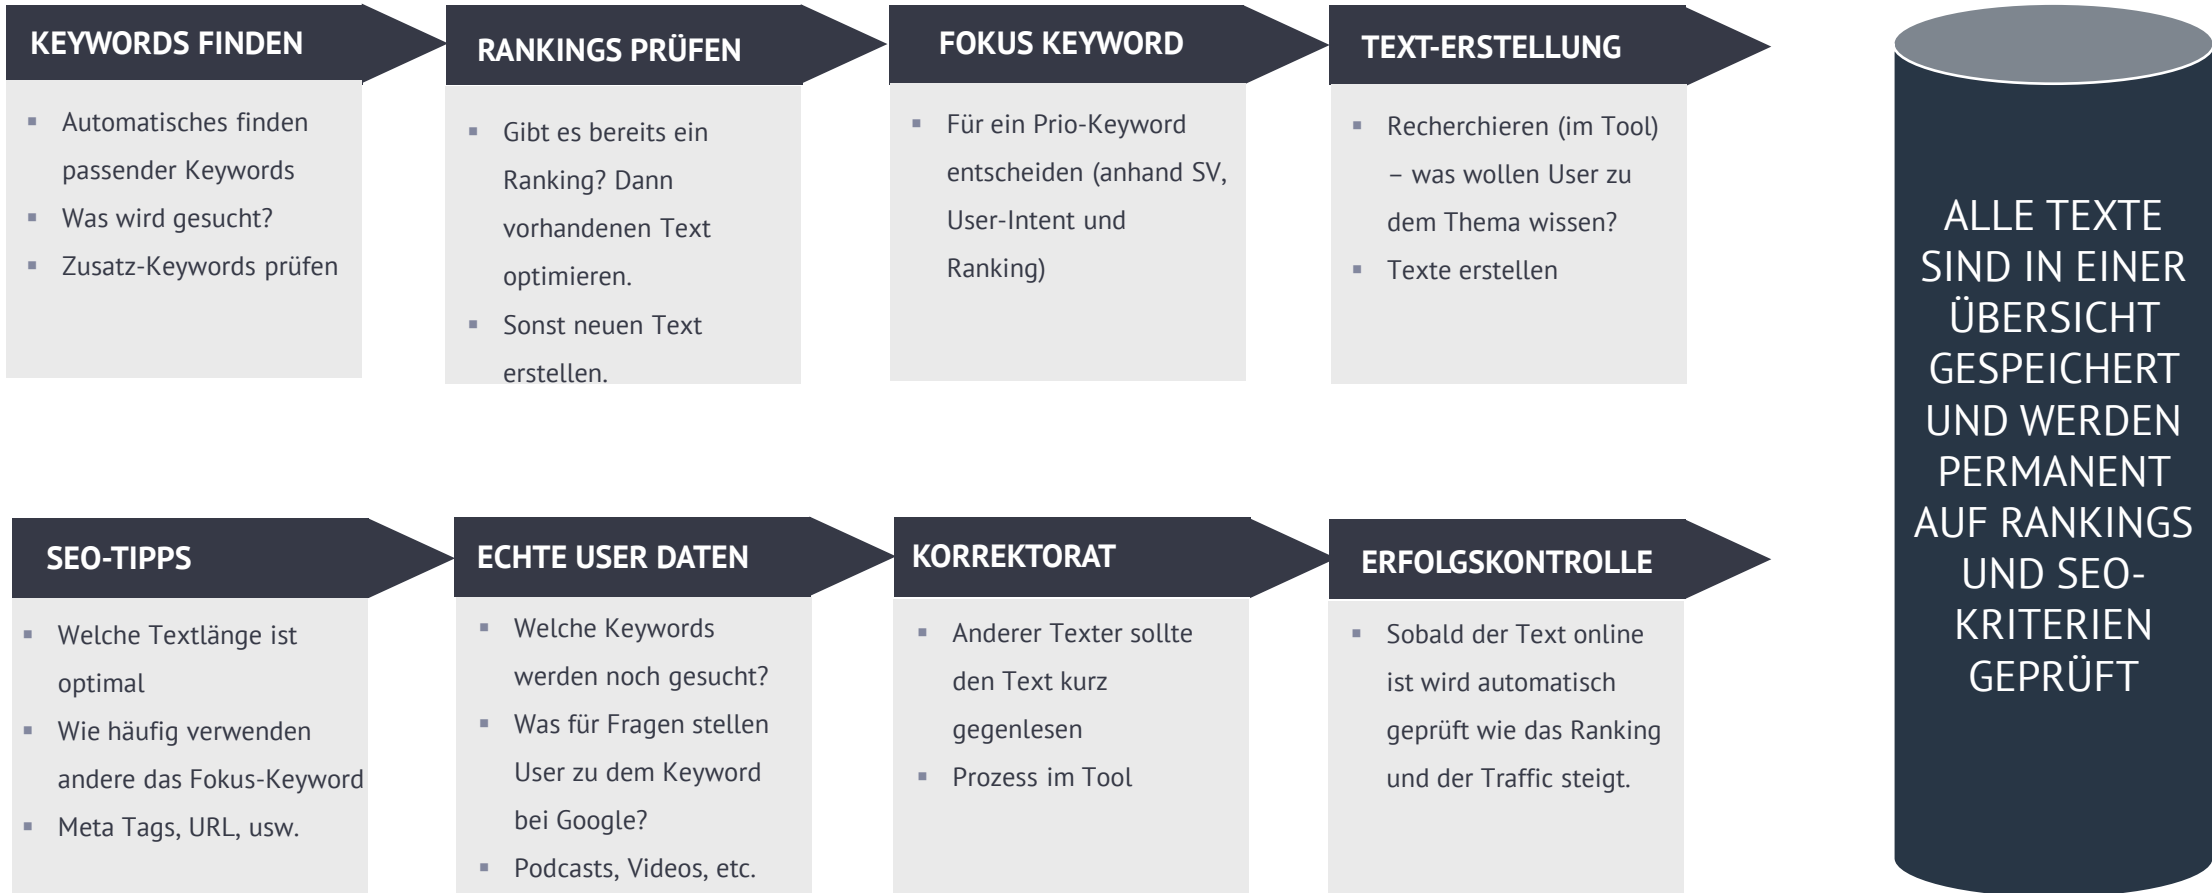 KEYWORDS FINDEN
▪ Automatisches finden
passender Keywords
▪ Was wird gesucht?
▪ Zusatz-Keywords prüfen
RANKINGS PRÜFEN
▪ Gibt es bereits ein
Ranking? Dann
vorhandenen Text
optimieren.
▪ Sonst neuen Text
erstellen.
FOKUS KEYWORD
▪ Für ein Prio-Keyword
entscheiden (anhand SV,
User-Intent und
Ranking)
TEXT-ERSTELLUNG
▪ Recherchieren (im Tool)
– was wollen User zu
dem Thema wissen?
▪ Texte erstellen
SEO-TIPPS
▪ Welche Textlänge ist
optimal
▪ Wie häufig verwenden
andere das Fokus-Keyword
▪ Meta Tags, URL, usw.
ECHTE USER DATEN
▪ Welche Keywords
werden noch gesucht?
▪ Was für Fragen stellen
User zu dem Keyword
bei Google?
▪ Podcasts, Videos, etc.
KORREKTORAT
▪ Anderer Texter sollte
den Text kurz
gegenlesen
▪ Prozess im Tool
ERFOLGSKONTROLLE
▪ Sobald der Text online
ist wird automatisch
geprüft wie das Ranking
und der Traffic steigt.
ALLE TEXTE
SIND IN EINER
ÜBERSICHT
GESPEICHERT
UND WERDEN
PERMANENT
AUF RANKINGS
UND SEO-
KRITERIEN
GEPRÜFT